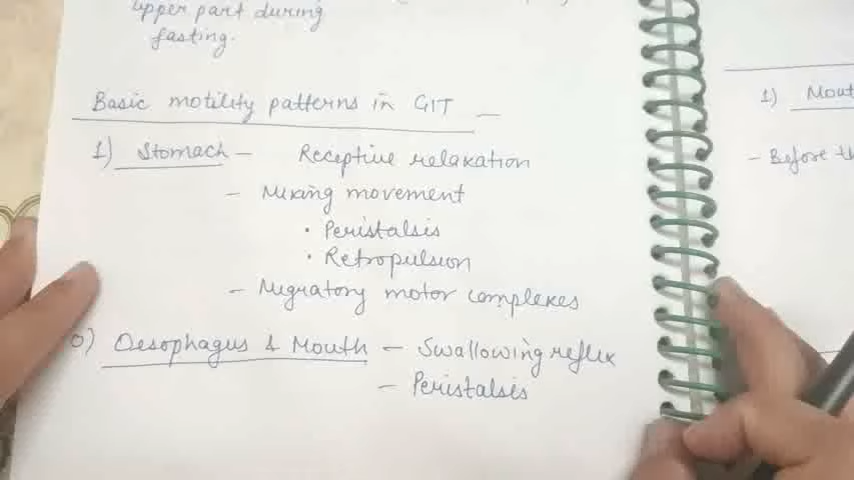 upper part during
fasting.
Basic motility patterns in GIT —
1) Stomach — Receptive relaxation
— Mixing movement
· Peristalsis
· Retropulsion
— Migratory motor complexes
0) Oesophagus & Mouth — Swallowing reflex
— Peristalsis
1) Mout
- Before th